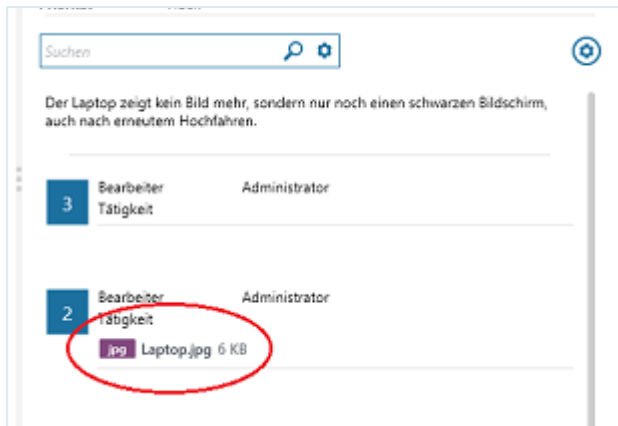 Suchen
Der Laptop zeigt kein Bild mehr, sondern nur noch einen schwarzen Bildschirm,
auch nach erneutem Hochfahren.
3 Bearbeiter Administrator
Tätigkeit
2 Bearbeiter Administrator
Tätigkeit
jpg Laptop.jpg 6 KB